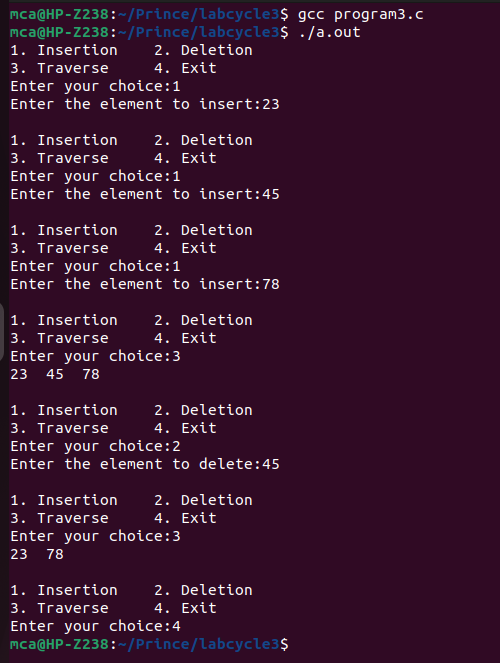 mca@HP-Z238:~/Prince/labcycle3$ gcc program3.c
mca@HP-Z238:~/Prince/labcycle3$ ./a.out
1. Insertion    2. Deletion
3. Traverse     4. Exit
Enter your choice:1
Enter the element to insert:23

1. Insertion    2. Deletion
3. Traverse     4. Exit
Enter your choice:1
Enter the element to insert:45

1. Insertion    2. Deletion
3. Traverse     4. Exit
Enter your choice:1
Enter the element to insert:78

1. Insertion    2. Deletion
3. Traverse     4. Exit
Enter your choice:3
23  45  78

1. Insertion    2. Deletion
3. Traverse     4. Exit
Enter your choice:2
Enter the element to delete:45

1. Insertion    2. Deletion
3. Traverse     4. Exit
Enter your choice:3
23  78

1. Insertion    2. Deletion
3. Traverse     4. Exit
Enter your choice:4
mca@HP-Z238:~/Prince/labcycle3$